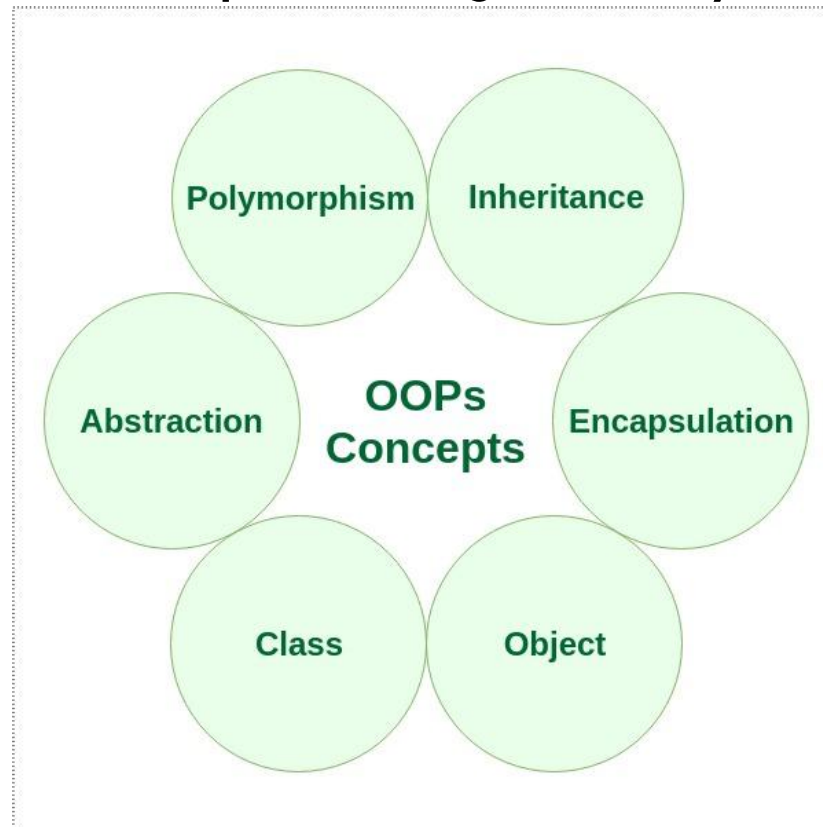 Polymorphism
Inheritance
Abstraction
OOPs
Concepts
Encapsulation
Class
Object